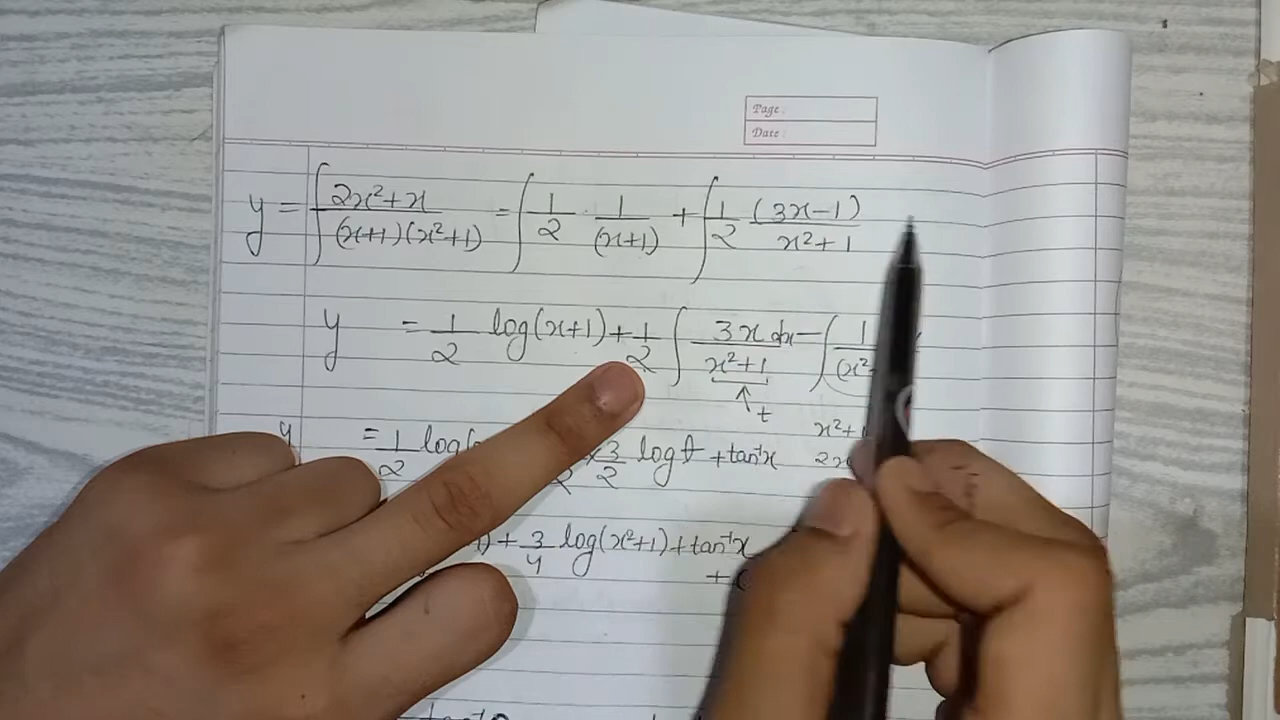 Page :
Date :
y = ∫ 2x²+x / (x+1)(x²+1) = ∫ 1/2 · 1/(x+1) + ∫ 1/2 (3x-1) / x²+1
y = 1/2 log(x+1) + 1/2 ∫ 3x dx / x²+1 - ∫ 1 / (x²
↑ t
x²+1
y = 1/2 log( × 3/2 log t + tan⁻¹x 2x
) + 3/4 log(x²+1) + tan⁻¹x
+ c